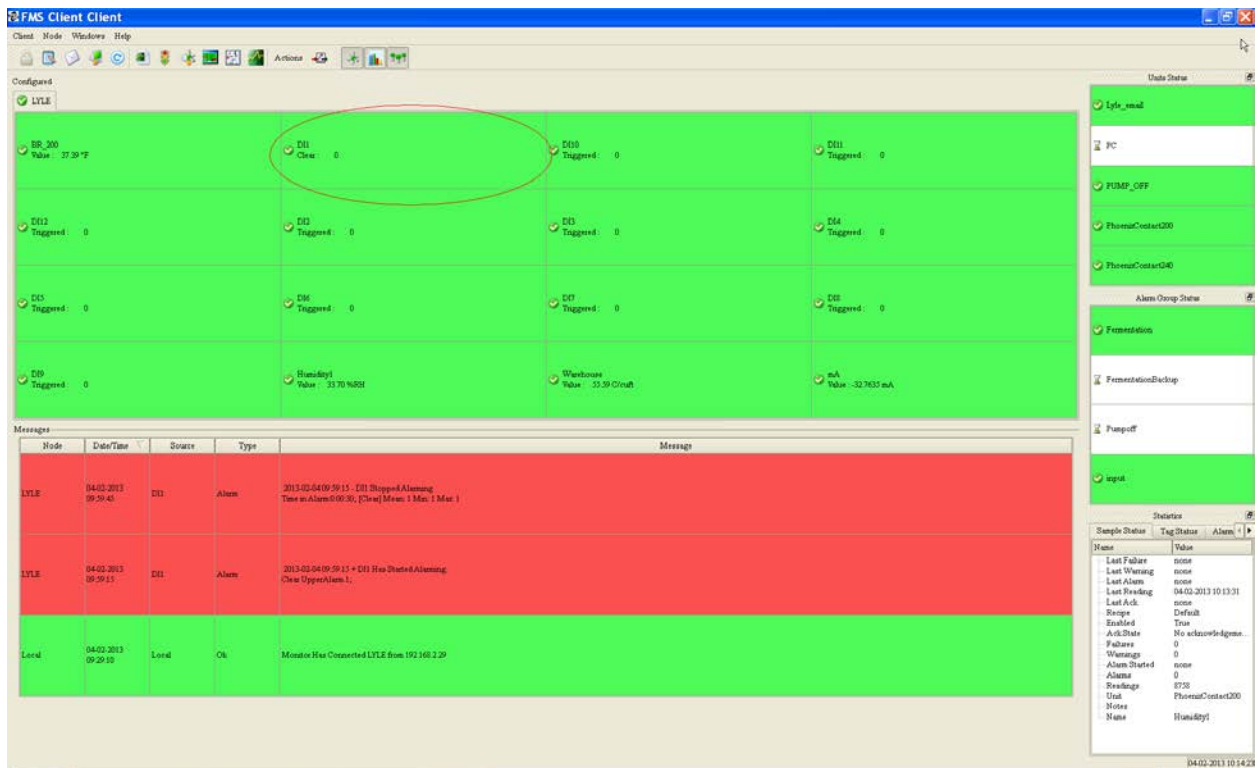 FMS Client Client
Client Node Windows Help
Actions
Configured
LYLE
BR_200
Value : 37.39 °F
DI1
Clear : 0
DI10
Triggered : 0
DI11
Triggered : 0
DI12
Triggered : 0
DI2
Triggered : 0
DI3
Triggered : 0
DI4
Triggered : 0
DI5
Triggered : 0
DI6
Triggered : 0
DI7
Triggered : 0
DI8
Triggered : 0
DI9
Triggered : 0
Humidity1
Value : 33.70 %RH
Warehouse
Value : 53.59 C/cuft
mA
Value : -32.7635 mA
Messages
Node Date/Time Source Type Message
LYLE
04-02-2013
09:59:45
DI1
Alarm
2013-02-04 09:59:15 - DI1 Stopped Alarming
Time in Alarm:0:00:30, [Clear] Mean: 1 Min: 1 Max: 1
LYLE
04-02-2013
09:59:15
DI1
Alarm
2013-02-04 09:59:15 + DI1 Has Started Alarming
Clear UpperAlarm 1;
Local
04-02-2013
09:29:10
Local
Ok
Monitor Has Connected LYLE from 192.168.2.29
Units Status
Lyle_email
PC
PUMP_OFF
PhoenixContact200
PhoenixContact240
Alarm Group Status
Fermentation
FermentationBackup
Pumpoff
input
Statistics
Sample Status Tag Status Alarm
Name Value
Last Failure none
Last Warning none
Last Alarm none
Last Reading 04-02-2013 10:13:31
Last Ack none
Recipe Default
Enabled True
Ack State No acknowledgeme...
Failures 0
Warnings 0
Alarm Started none
Alarms 0
Readings 8758
Unit PhoenixContact200
Notes
Name Humidity1
04-02-2013 10:14:23